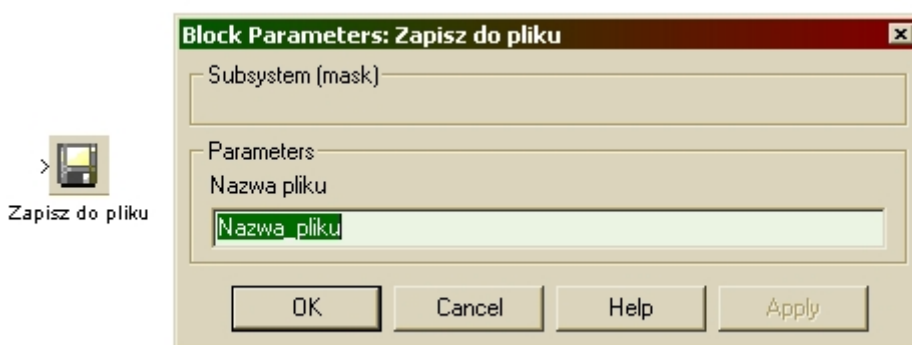 Zapisz do pliku
Block Parameters: Zapisz do pliku
Subsystem (mask)
Parameters
Nazwa pliku
Nazwa_pliku
OK
Cancel
Help
Apply